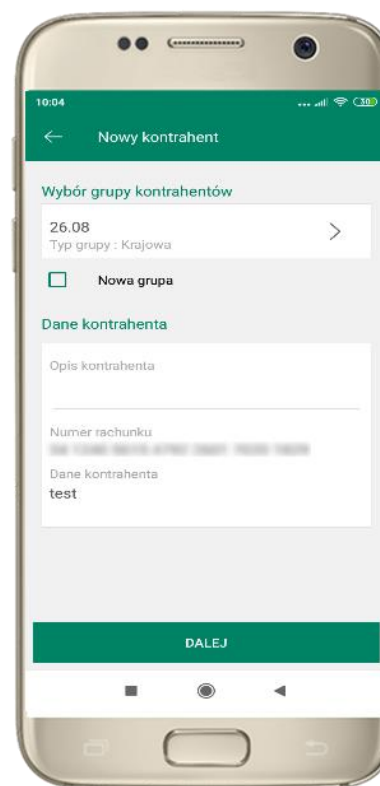 10:04
30
Nowy kontrahent
Wybór grupy kontrahentów
26.08
Typ grupy : Krajowa
Nowa grupa
Dane kontrahenta
Opis kontrahenta
Numer rachunku
Dane kontrahenta
test
DALEJ